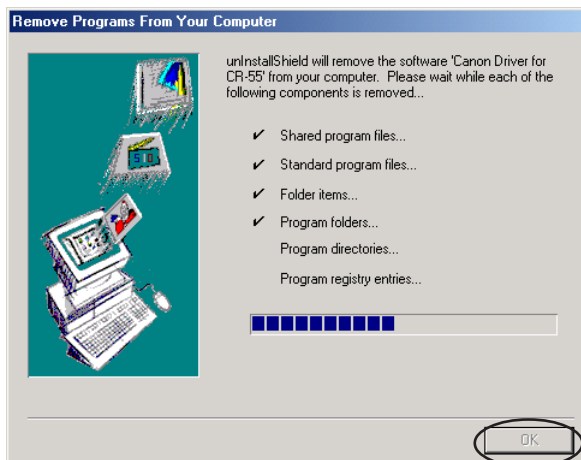 Remove Programs From Your Computer
unInstallShield will remove the software 'Canon Driver for
CR-55' from your computer. Please wait while each of the
following components is removed...
Shared program files...
Standard program files...
Folder items...
Program folders...
Program directories...
Program registry entries...
OK